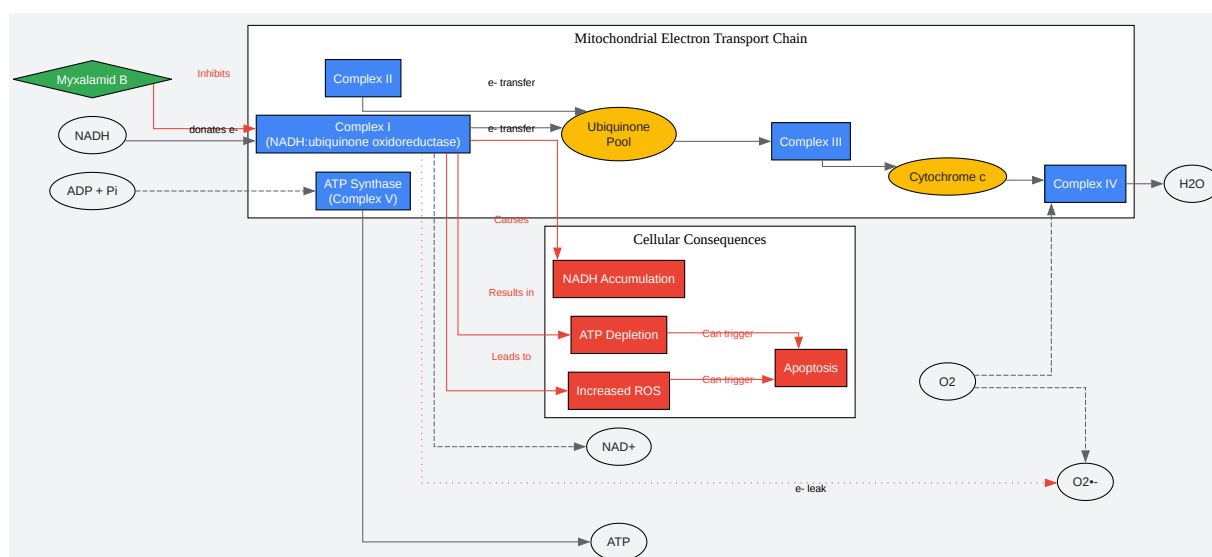 Mitochondrial Electron Transport Chain
Myxalamid B
Inhibits
Complex II
e- transfer
NADH
donates e-
Complex I
(NADH:ubiquinone oxidoreductase)
e- transfer
Ubiquinone
Pool
Complex III
Cytochrome c
Complex IV
H2O
ADP + Pi
ATP Synthase
(Complex V)
Causes
Cellular Consequences
NADH Accumulation
Results in
ATP Depletion
Can trigger
Leads to
Apoptosis
Increased ROS
Can trigger
O2
NAD+
e- leak
O2•-
ATP